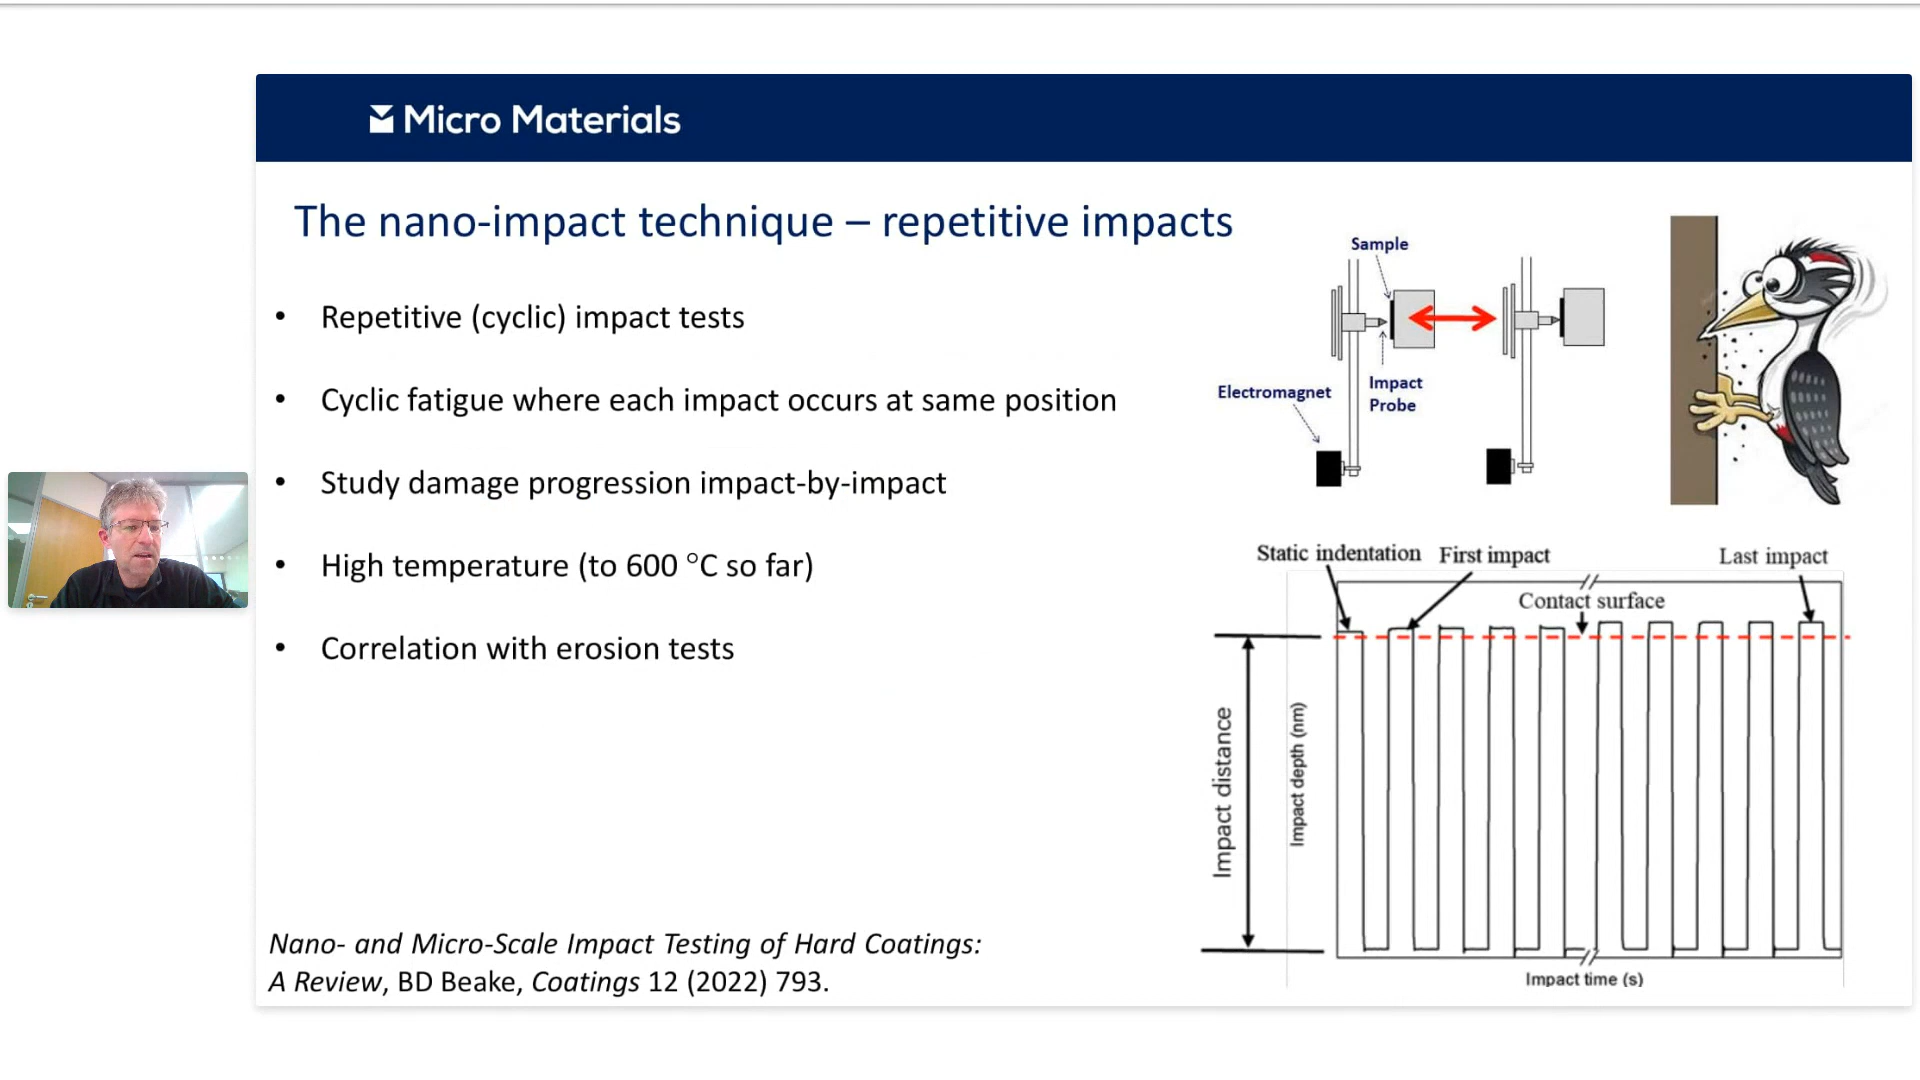 Micro Materials
The nano-impact technique – repetitive impacts
• Repetitive (cyclic) impact tests
• Cyclic fatigue where each impact occurs at same position
• Study damage progression impact-by-impact
• High temperature (to 600 °C so far)
• Correlation with erosion tests
Nano- and Micro-Scale Impact Testing of Hard Coatings:
A Review, BD Beake, Coatings 12 (2022) 793.
Sample
Electromagnet
Impact
Probe
Static indentation
First impact
Last impact
Contact surface
Impact distance
Impact depth (nm)
Impact time (s)